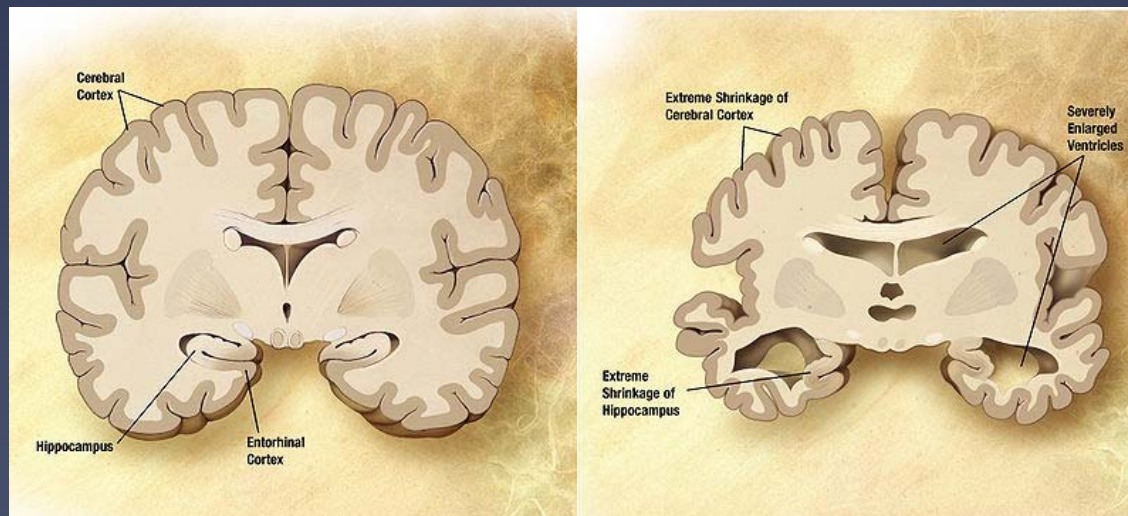 Cerebral
Cortex
Hippocampus
Entorhinal
Cortex
Extreme Shrinkage of
Cerebral Cortex
Severely
Enlarged
Ventricles
Extreme
Shrinkage of
Hippocampus